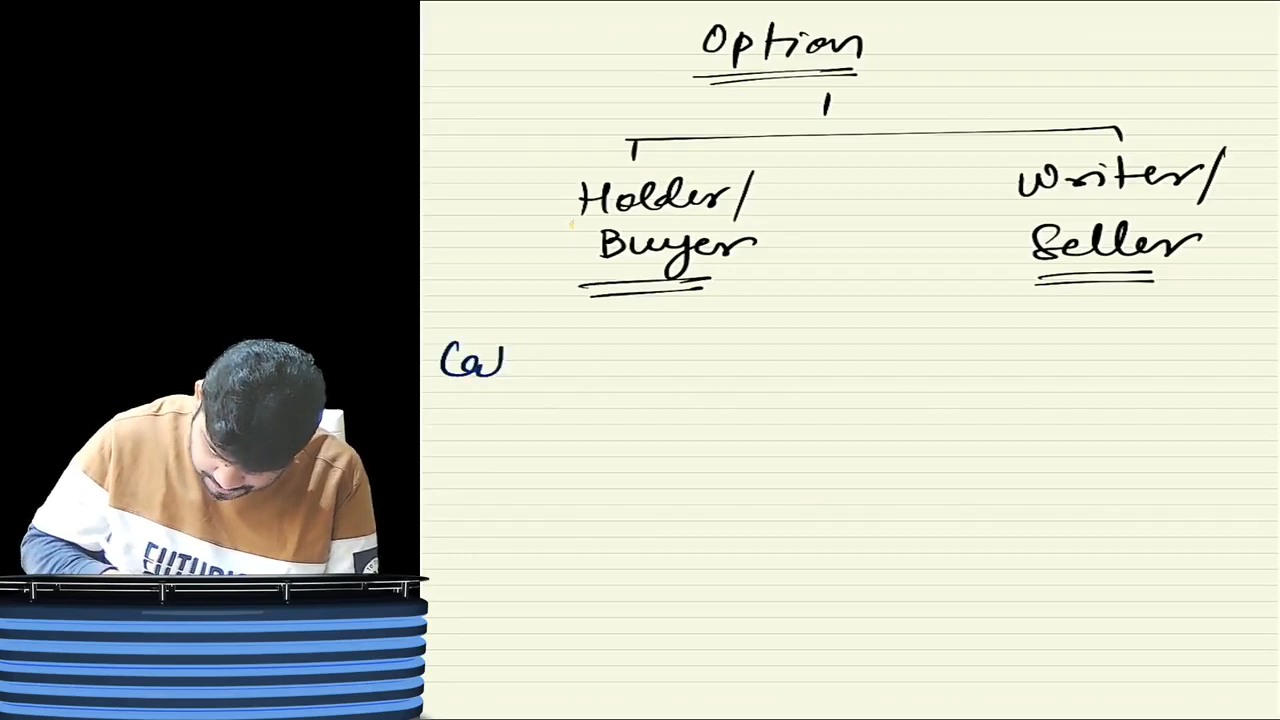 Option
Holder/
Buyer
Writer/
Seller
Cal